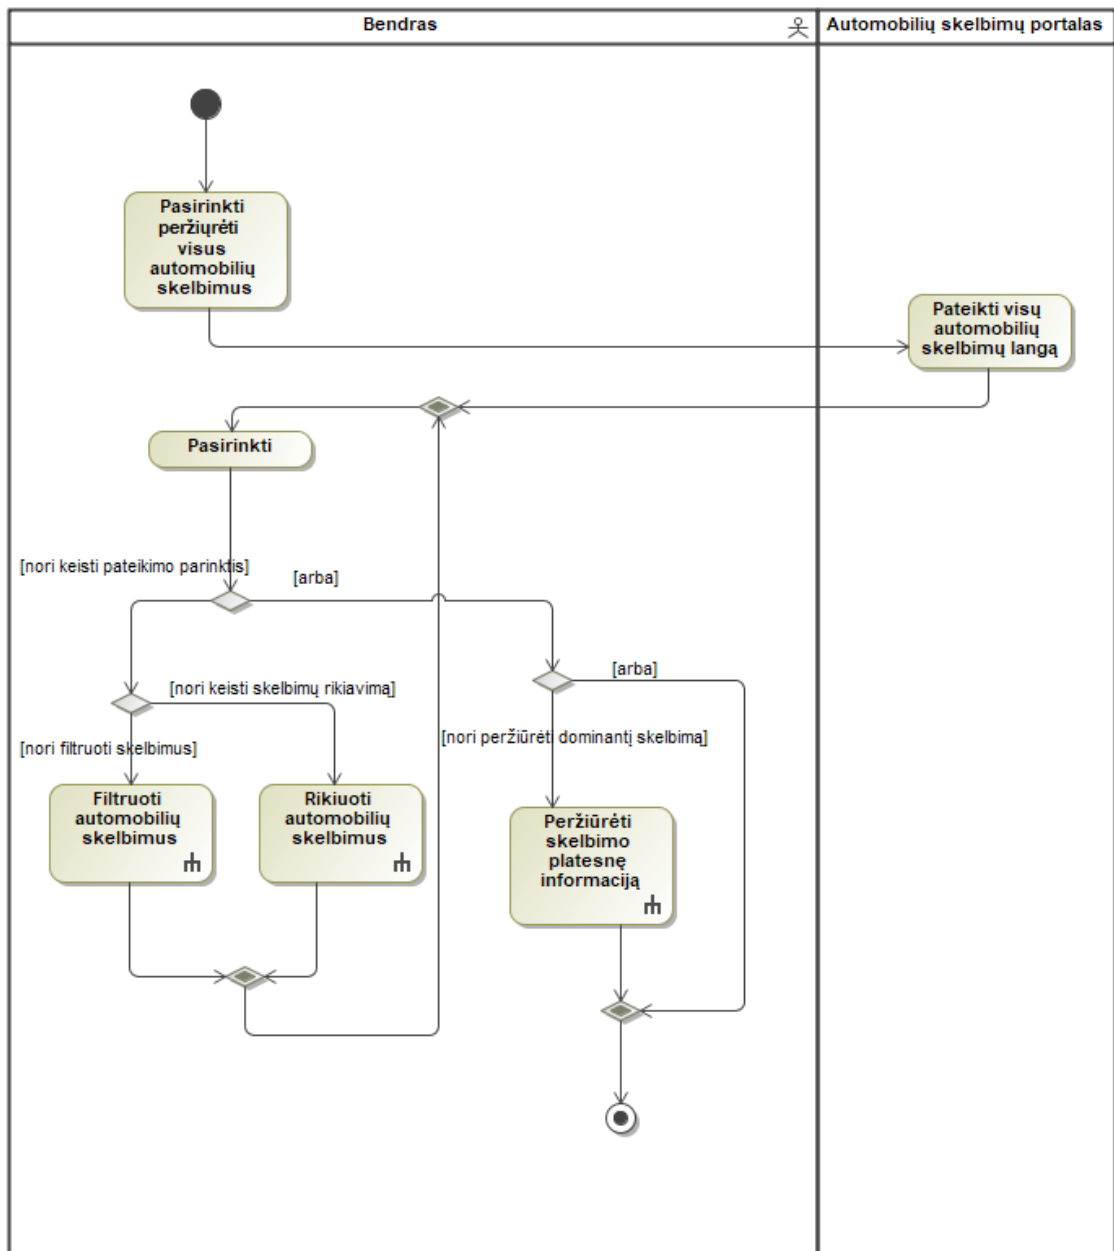 Bendras
Automobilių skelbimų portalas
Pasirinkti
peržiųrėti
visus
automobilių
skelbimus
Pateikti visų
automobilių
skelbimų langą
Pasirinkti
[nori keisti pateikimo parinktis]
[arba]
[arba]
[nori keisti skelbimų rikiavimą]
[nori filtruoti skelbimus]
[nori peržiūrėti dominantį skelbimą]
Filtruoti
automobilių
skelbimus
Rikiuoti
automobilių
skelbimus
Peržiūrėti
skelbimo
platesnę
informaciją